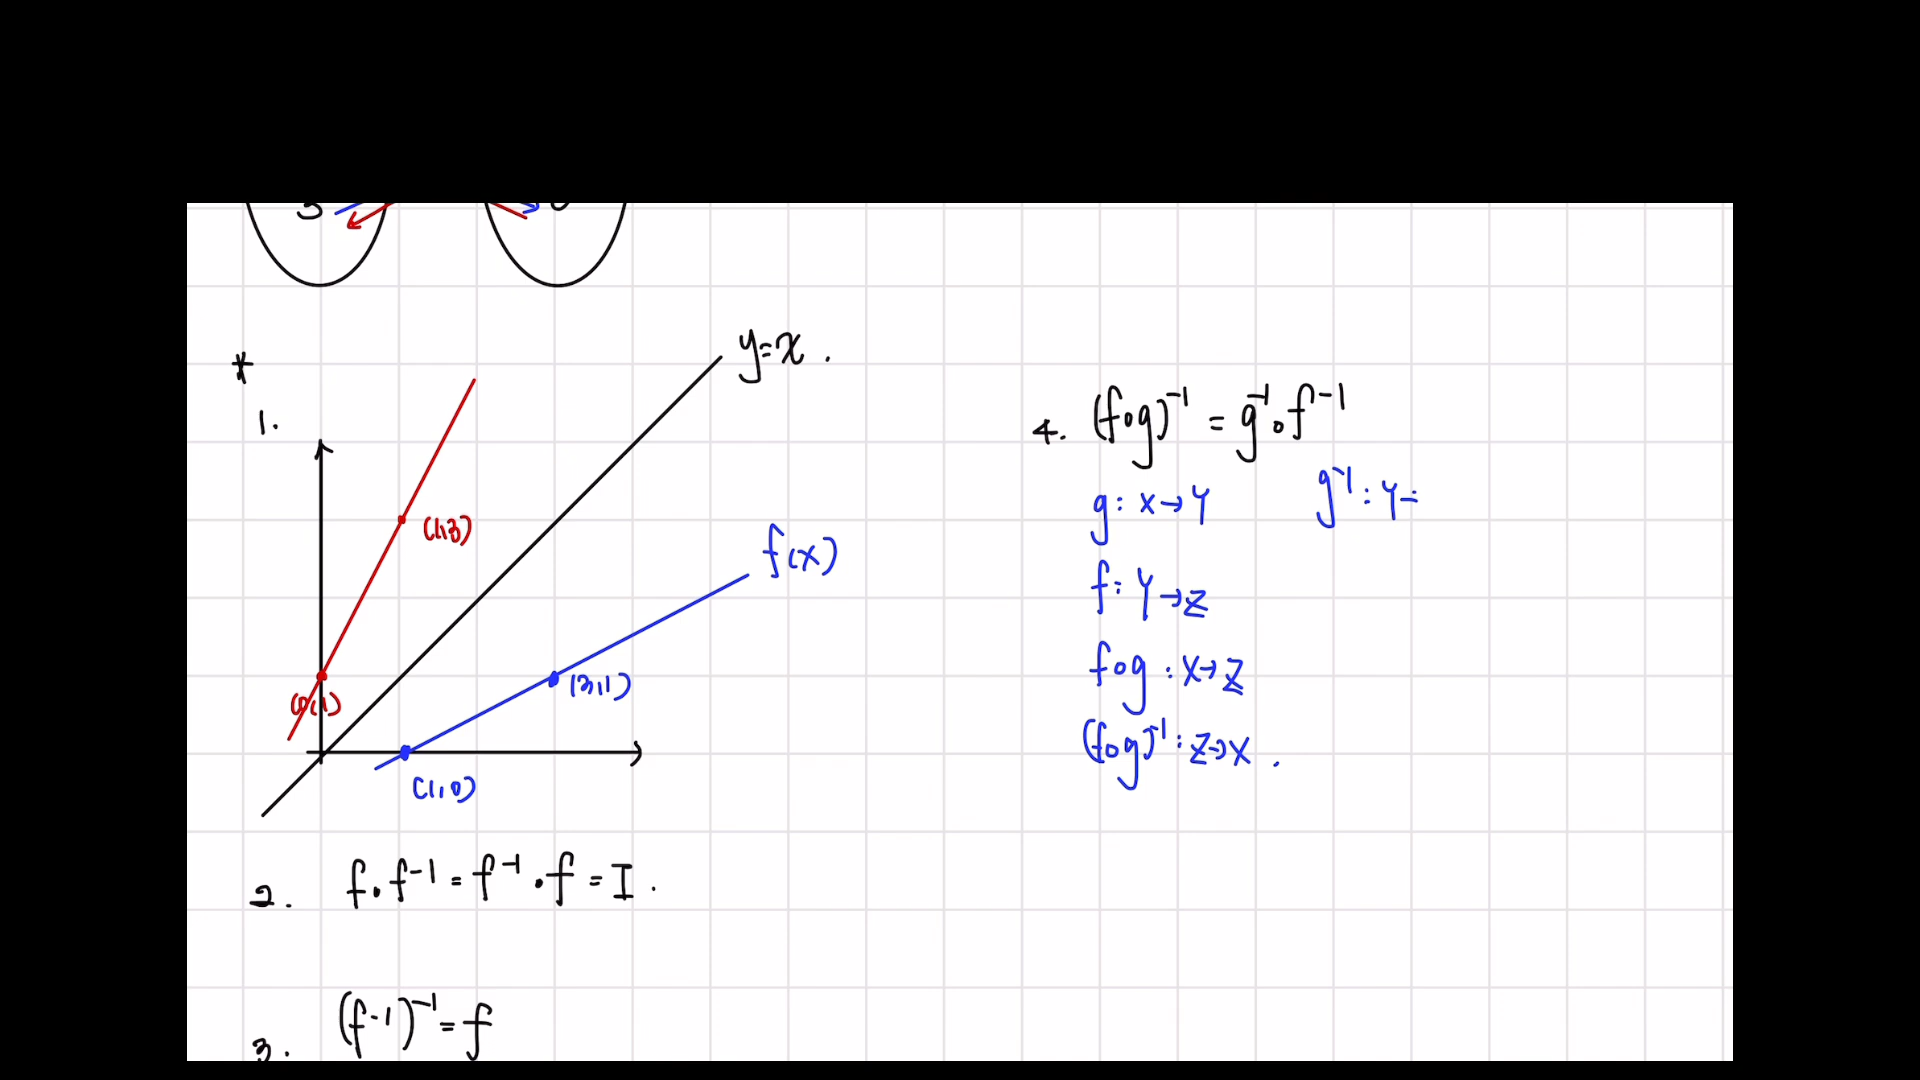 y=x .
*
1.
(1,3)
f(x)
(3,1)
(0,1)
(1,0)
2. f∘f⁻¹ = f⁻¹∘f = I .
3. (f-1)⁻¹ = f
4. (f∘g)⁻¹ = g⁻¹∘f⁻¹
g : X→Y g⁻¹ : Y-
f : Y→Z
f∘g : X→Z
(f∘g)⁻¹ : Z→X .